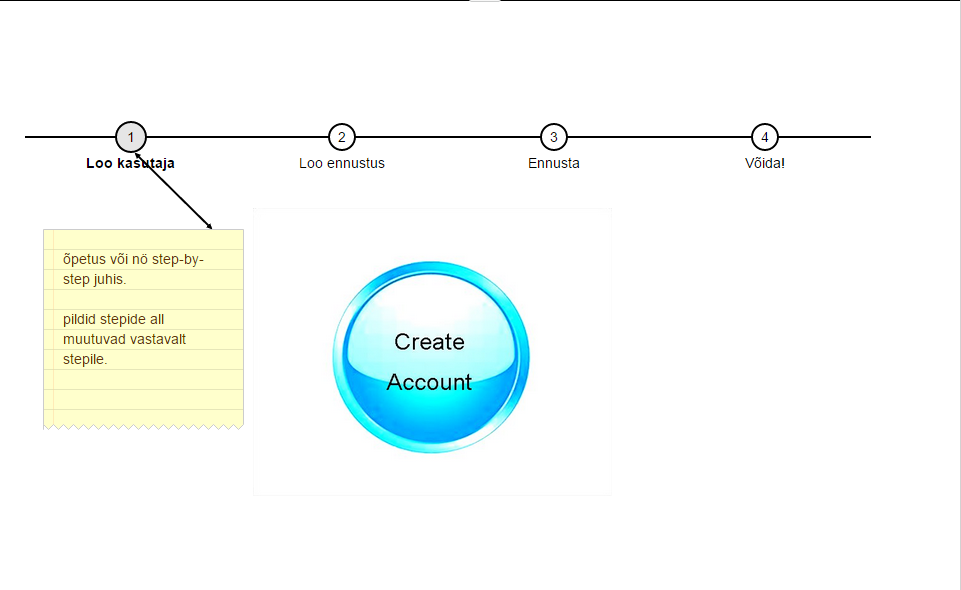 1
2
3
4
Loo kasutaja
Loo ennustus
Ennusta
Võida!
õpetus või nö step-by-
step juhis.
pildid stepide all
muutuvad vastavalt
stepile.
Create
Account